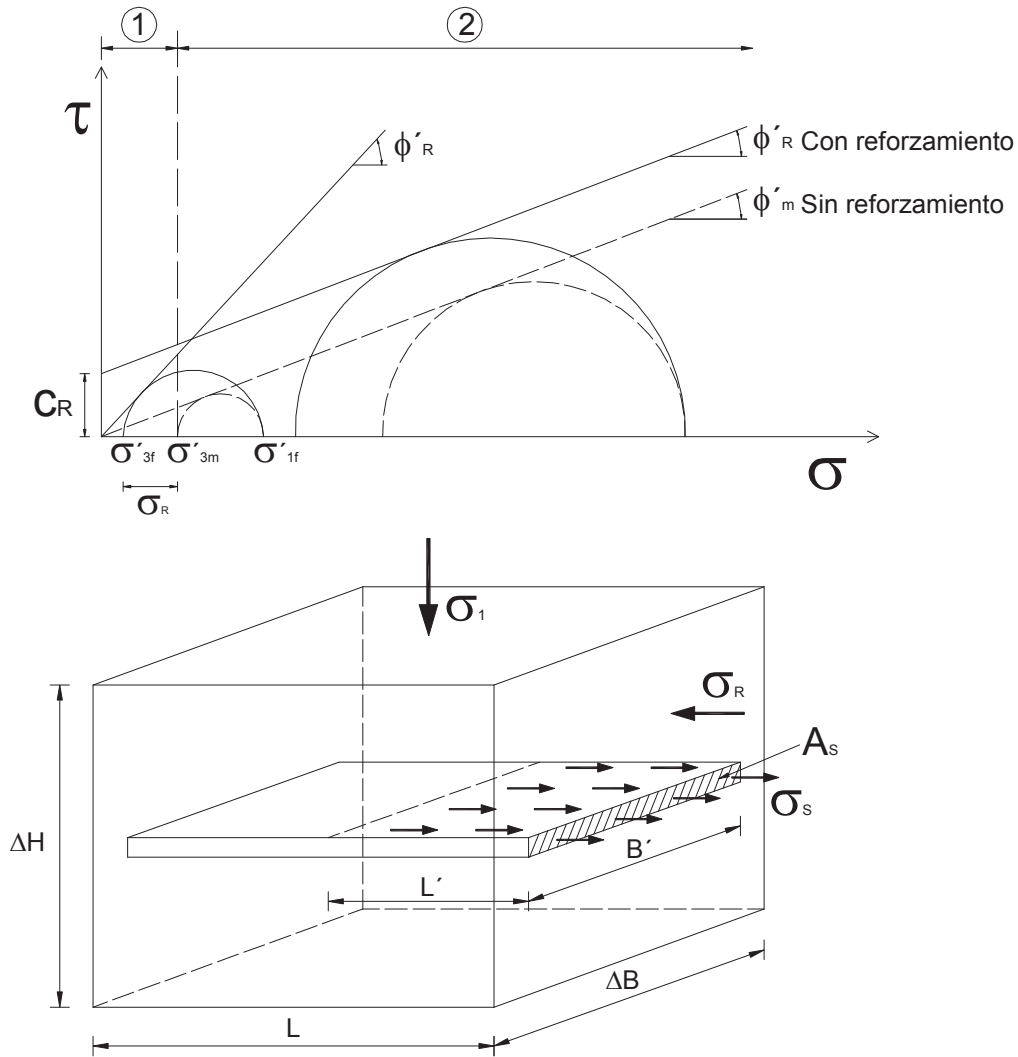 1
2
τ
ϕ´R
ϕ´R Con reforzamiento
ϕ´m Sin reforzamiento
CR
σ´3f
σ´3m
σ´1f
σ
σR
σ1
σR
AS
σS
ΔH
B´
L´
ΔB
L